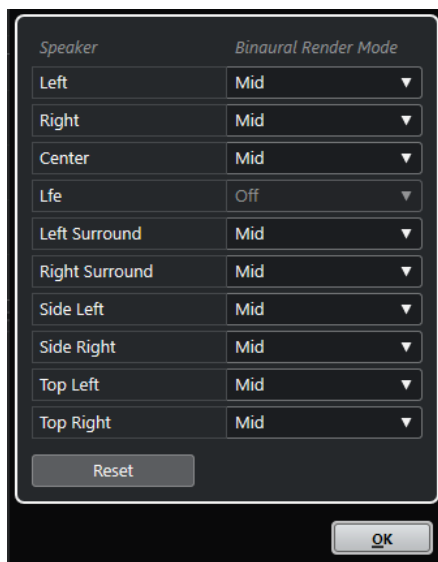 Speaker Binaural Render Mode
Left Mid
Right Mid
Center Mid
Lfe Off
Left Surround Mid
Right Surround Mid
Side Left Mid
Side Right Mid
Top Left Mid
Top Right Mid
Reset
OK